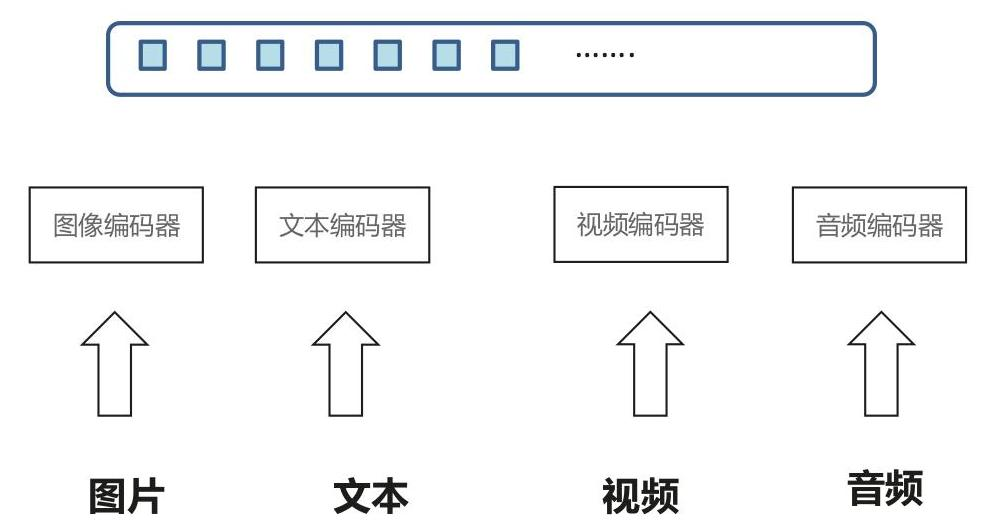 .......
图像编码器 文本编码器 视频编码器 音频编码器
图片 文本 视频 音频